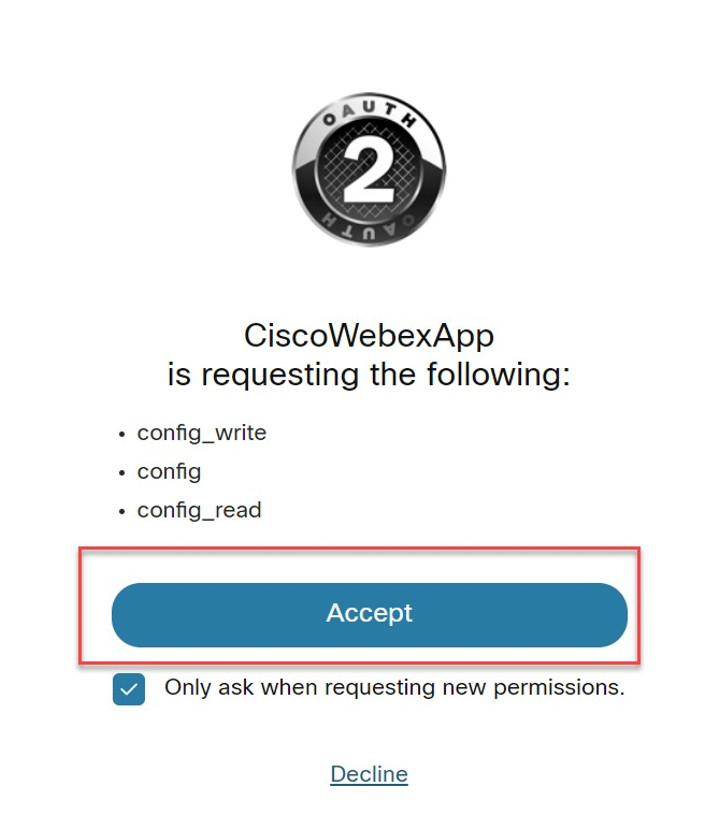 OAUTH
2
OAUTH
CiscoWebexApp
is requesting the following:
• config_write
• config
• config_read
Accept
Only ask when requesting new permissions.
Decline